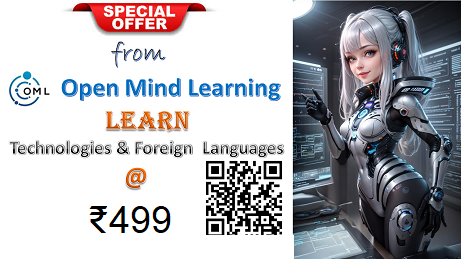 SPECIAL
OFFER
from
OML Open Mind Learning
LEARN
Technologies & Foreign Languages
@
₹499